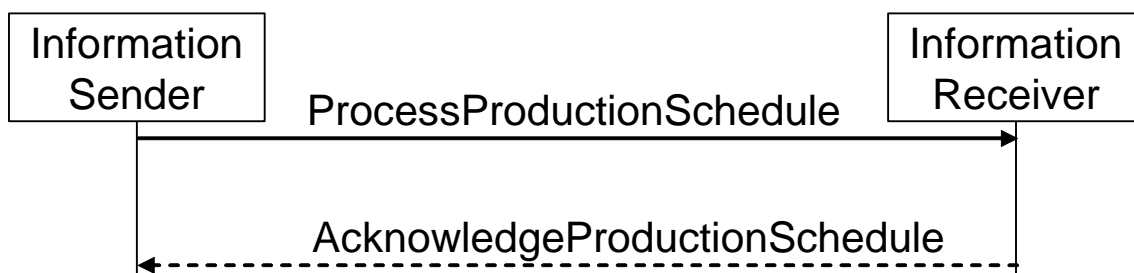 Information
Sender
Information
Receiver
ProcessProductionSchedule
AcknowledgeProductionSchedule